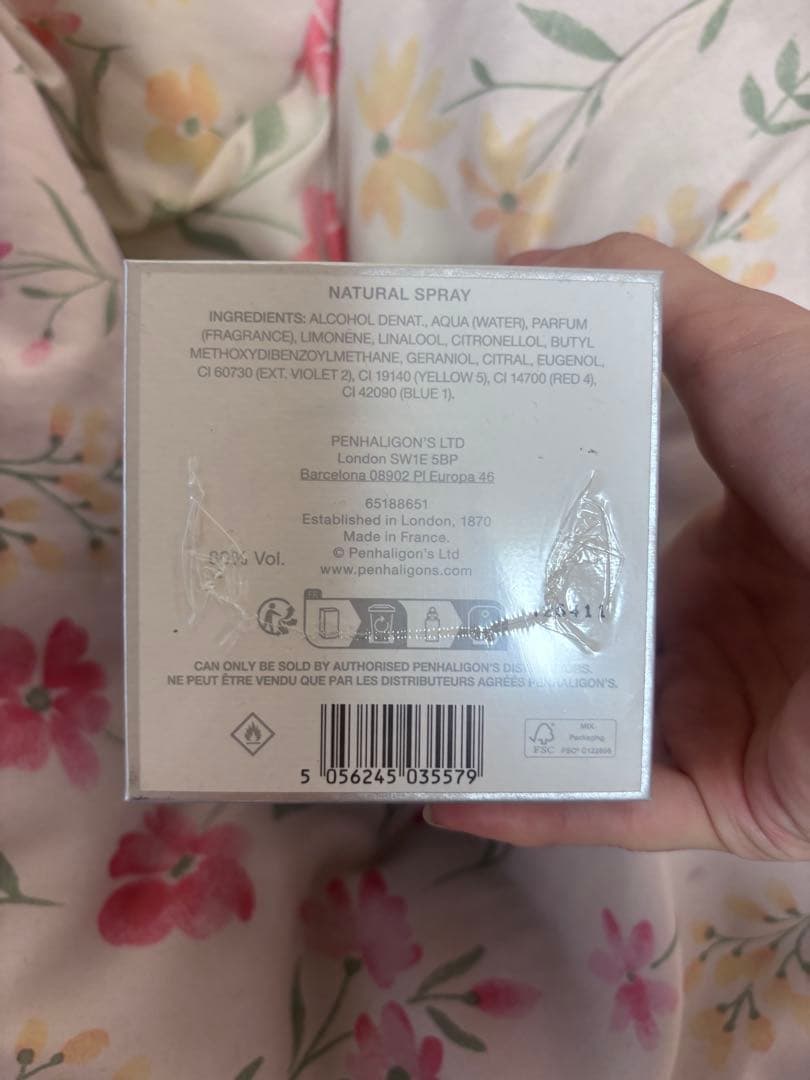 NATURAL SPRAY
INGREDIENTS: ALCOHOL DENAT., AQUA (WATER), PARFUM
(FRAGRANCE), LIMONENE, LINALOOL, CITRONELLOL, BUTYL
METHOXYDIBENZOYLMETHANE, GERANIOL, CITRAL, EUGENOL,
CI 60730 (EXT. VIOLET 2), CI 19140 (YELLOW 5), CI 14700 (RED 4),
CI 42090 (BLUE 1).
PENHALIGON'S LTD
London SW1E 5BP
Barcelona 08902 Pl Europa 46
65188651
Established in London, 1870
Made in France.
Vol. © Penhaligon's Ltd
www.penhaligons.com
FR
CAN ONLY BE SOLD BY AUTHORISED PENHALIGON'S
NE PEUT ÊTRE VENDU QUE PAR LES DISTRIBUTEURS AGRÉÉS PENHALIGON'S.
MIX
Packaging
FSC
5 056245 035579